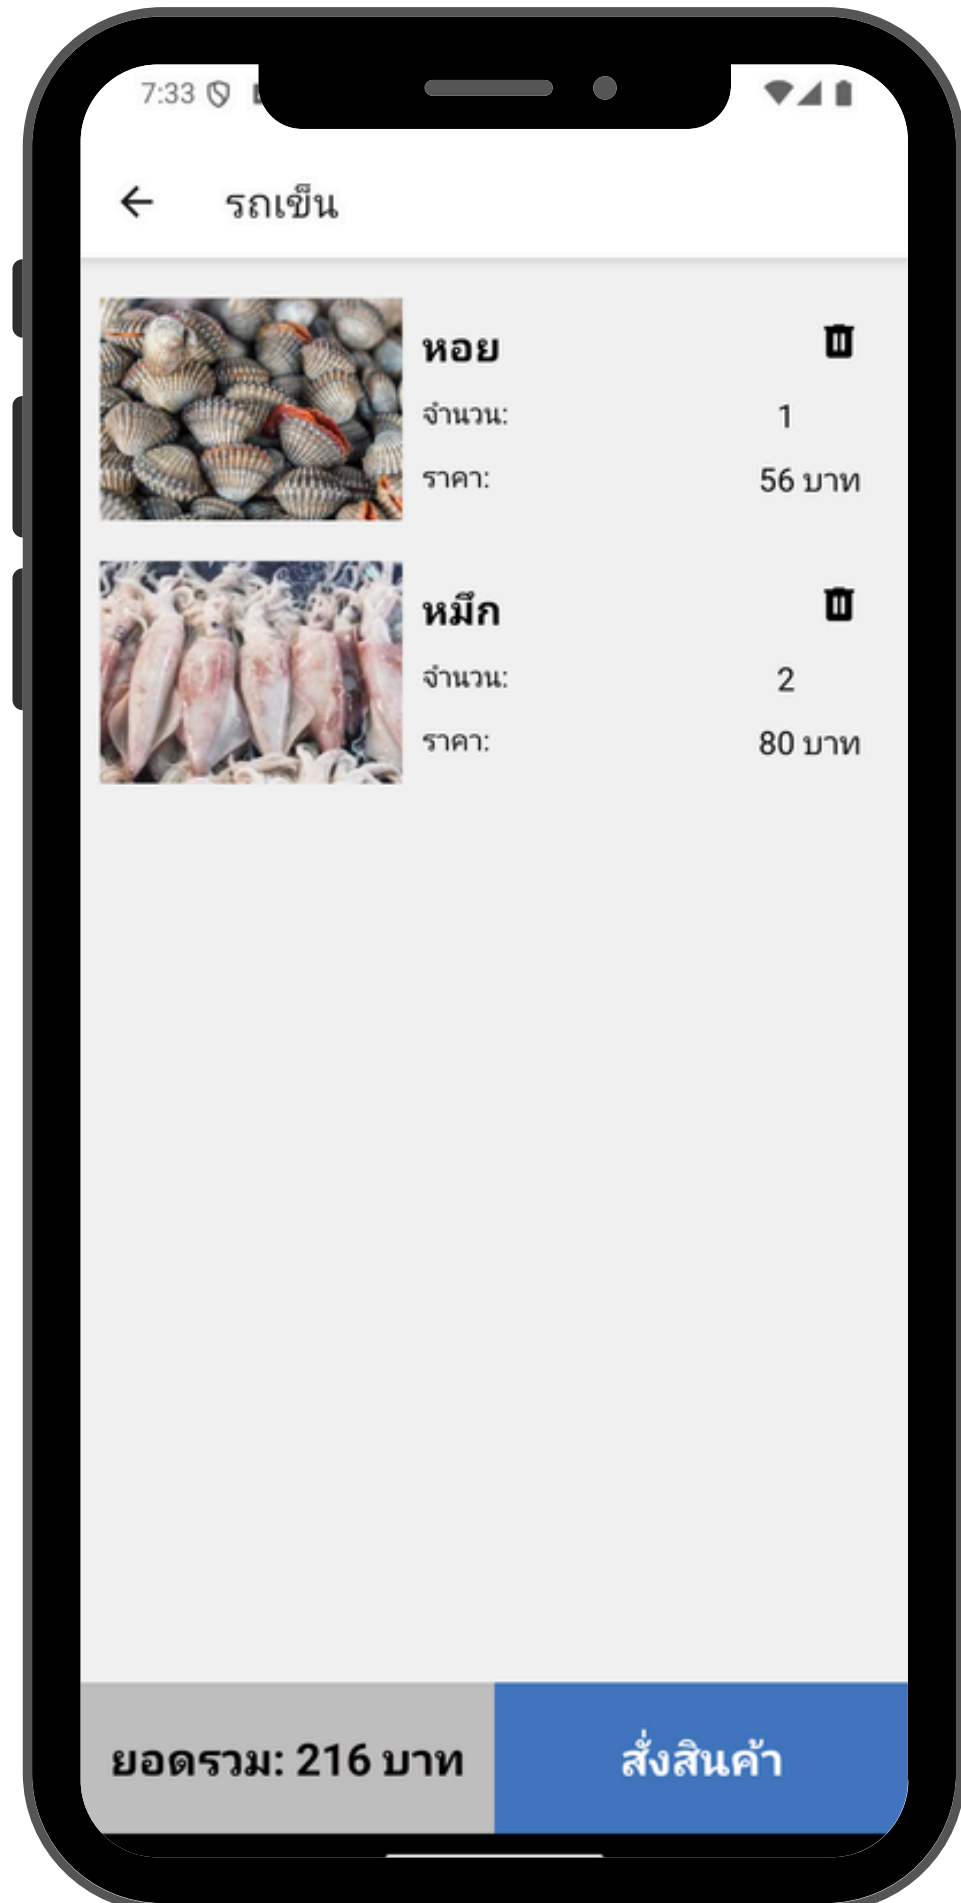 7:33
รถเข็น
หอย
จำนวน: 1
ราคา: 56 บาท
หมึก
จำนวน: 2
ราคา: 80 บาท
ยอดรวม: 216 บาท
สั่งสินค้า